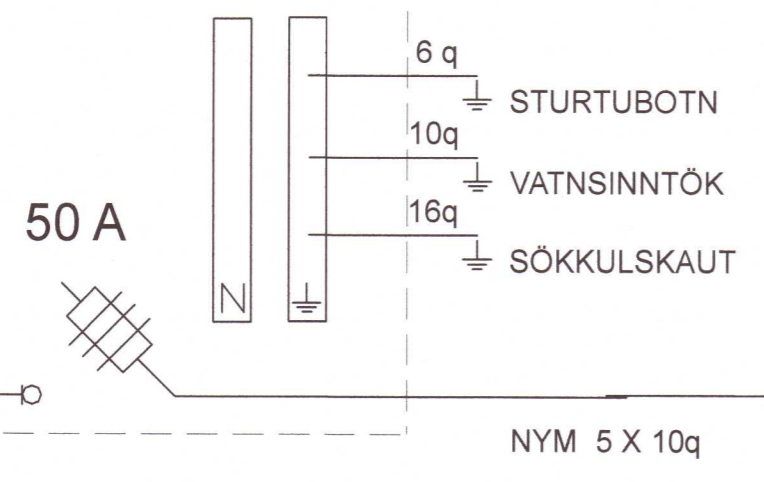 6 q
STURTUBOTN
10q
VATNSINNTÖK
16q
SÖKKULSKAUT
50 A
N
NYM 5 X 10q